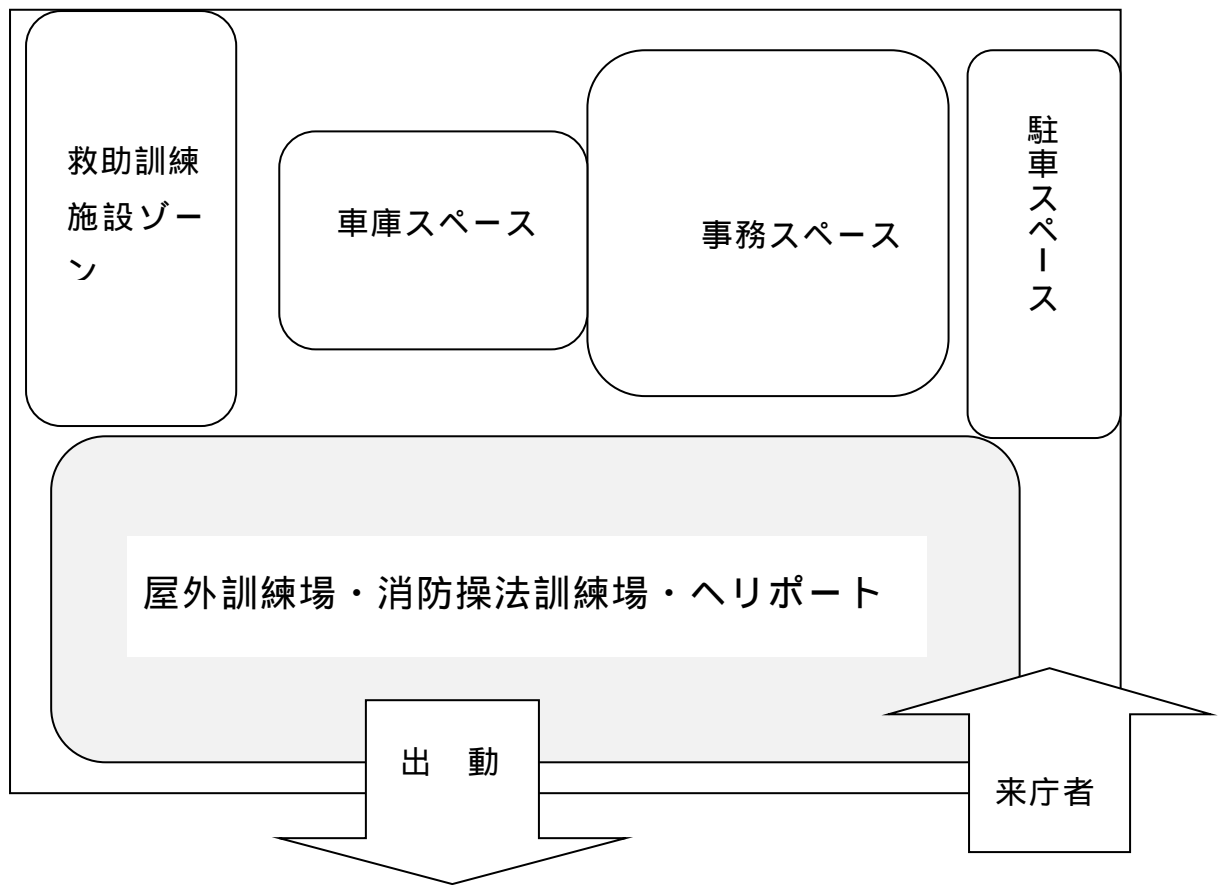 救助訓練
施設ゾー
ン
車庫スペース
事務スペース
駐車スペース
屋外訓練場・消防操法訓練場・ヘリポート
出　動
来庁者